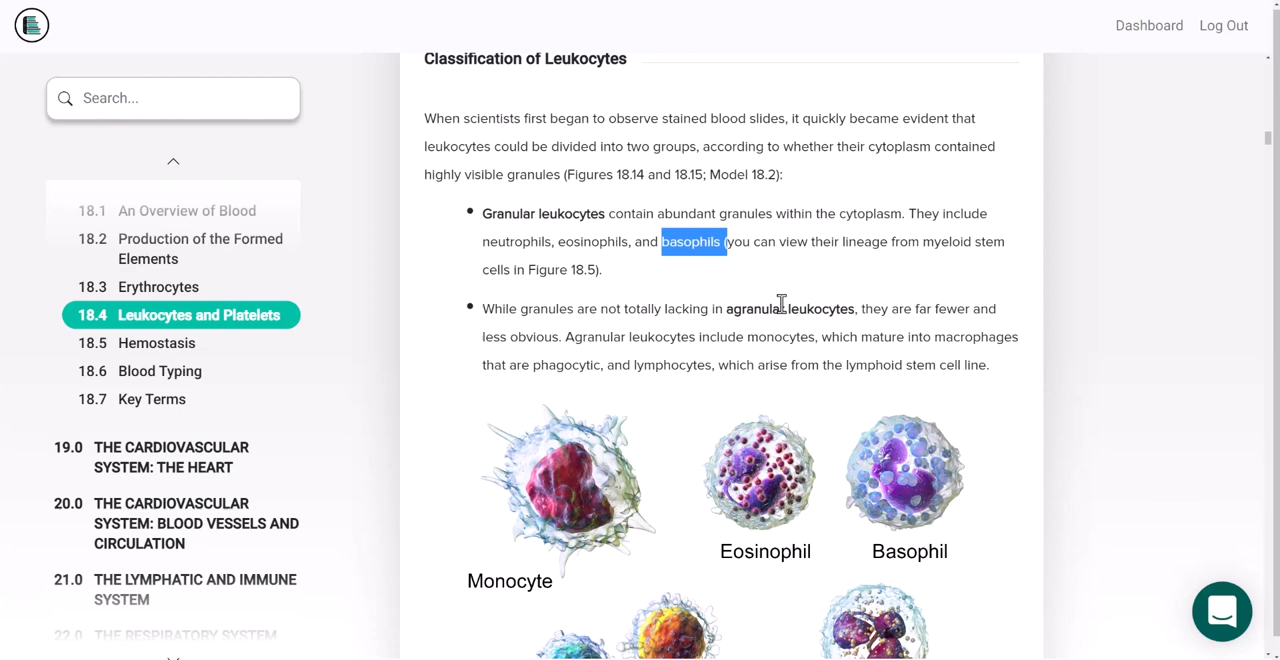 Dashboard Log Out
Search...
18.1 An Overview of Blood
18.2 Production of the Formed
Elements
18.3 Erythrocytes
18.4 Leukocytes and Platelets
18.5 Hemostasis
18.6 Blood Typing
18.7 Key Terms
19.0 THE CARDIOVASCULAR
SYSTEM: THE HEART
20.0 THE CARDIOVASCULAR
SYSTEM: BLOOD VESSELS AND
CIRCULATION
21.0 THE LYMPHATIC AND IMMUNE
SYSTEM
22.0 THE RESPIRATORY SYSTEM
Classification of Leukocytes
When scientists first began to observe stained blood slides, it quickly became evident that
leukocytes could be divided into two groups, according to whether their cytoplasm contained
highly visible granules (Figures 18.14 and 18.15; Model 18.2):
• Granular leukocytes contain abundant granules within the cytoplasm. They include
neutrophils, eosinophils, and basophils (you can view their lineage from myeloid stem
cells in Figure 18.5).
• While granules are not totally lacking in agranular leukocytes, they are far fewer and
less obvious. Agranular leukocytes include monocytes, which mature into macrophages
that are phagocytic, and lymphocytes, which arise from the lymphoid stem cell line.
Eosinophil Basophil
Monocyte